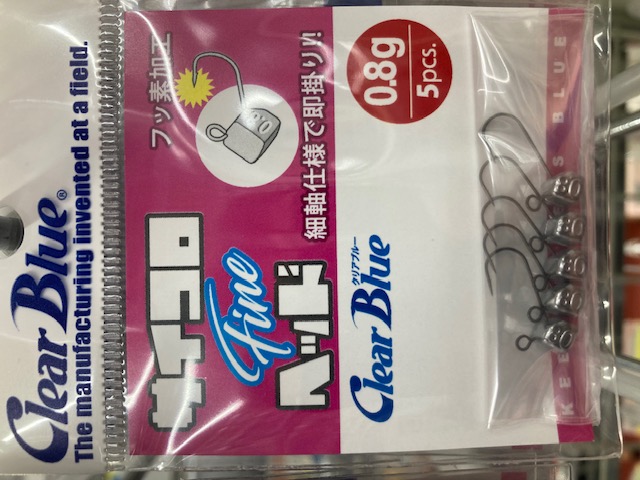 Clear Blue®
The manufacturing invented at a field.
フッ素加工
サイコロ
Fine
ヘッド
細軸仕様で即掛り!!
0.8g
5pcs.
クリアブルー
Clear Blue